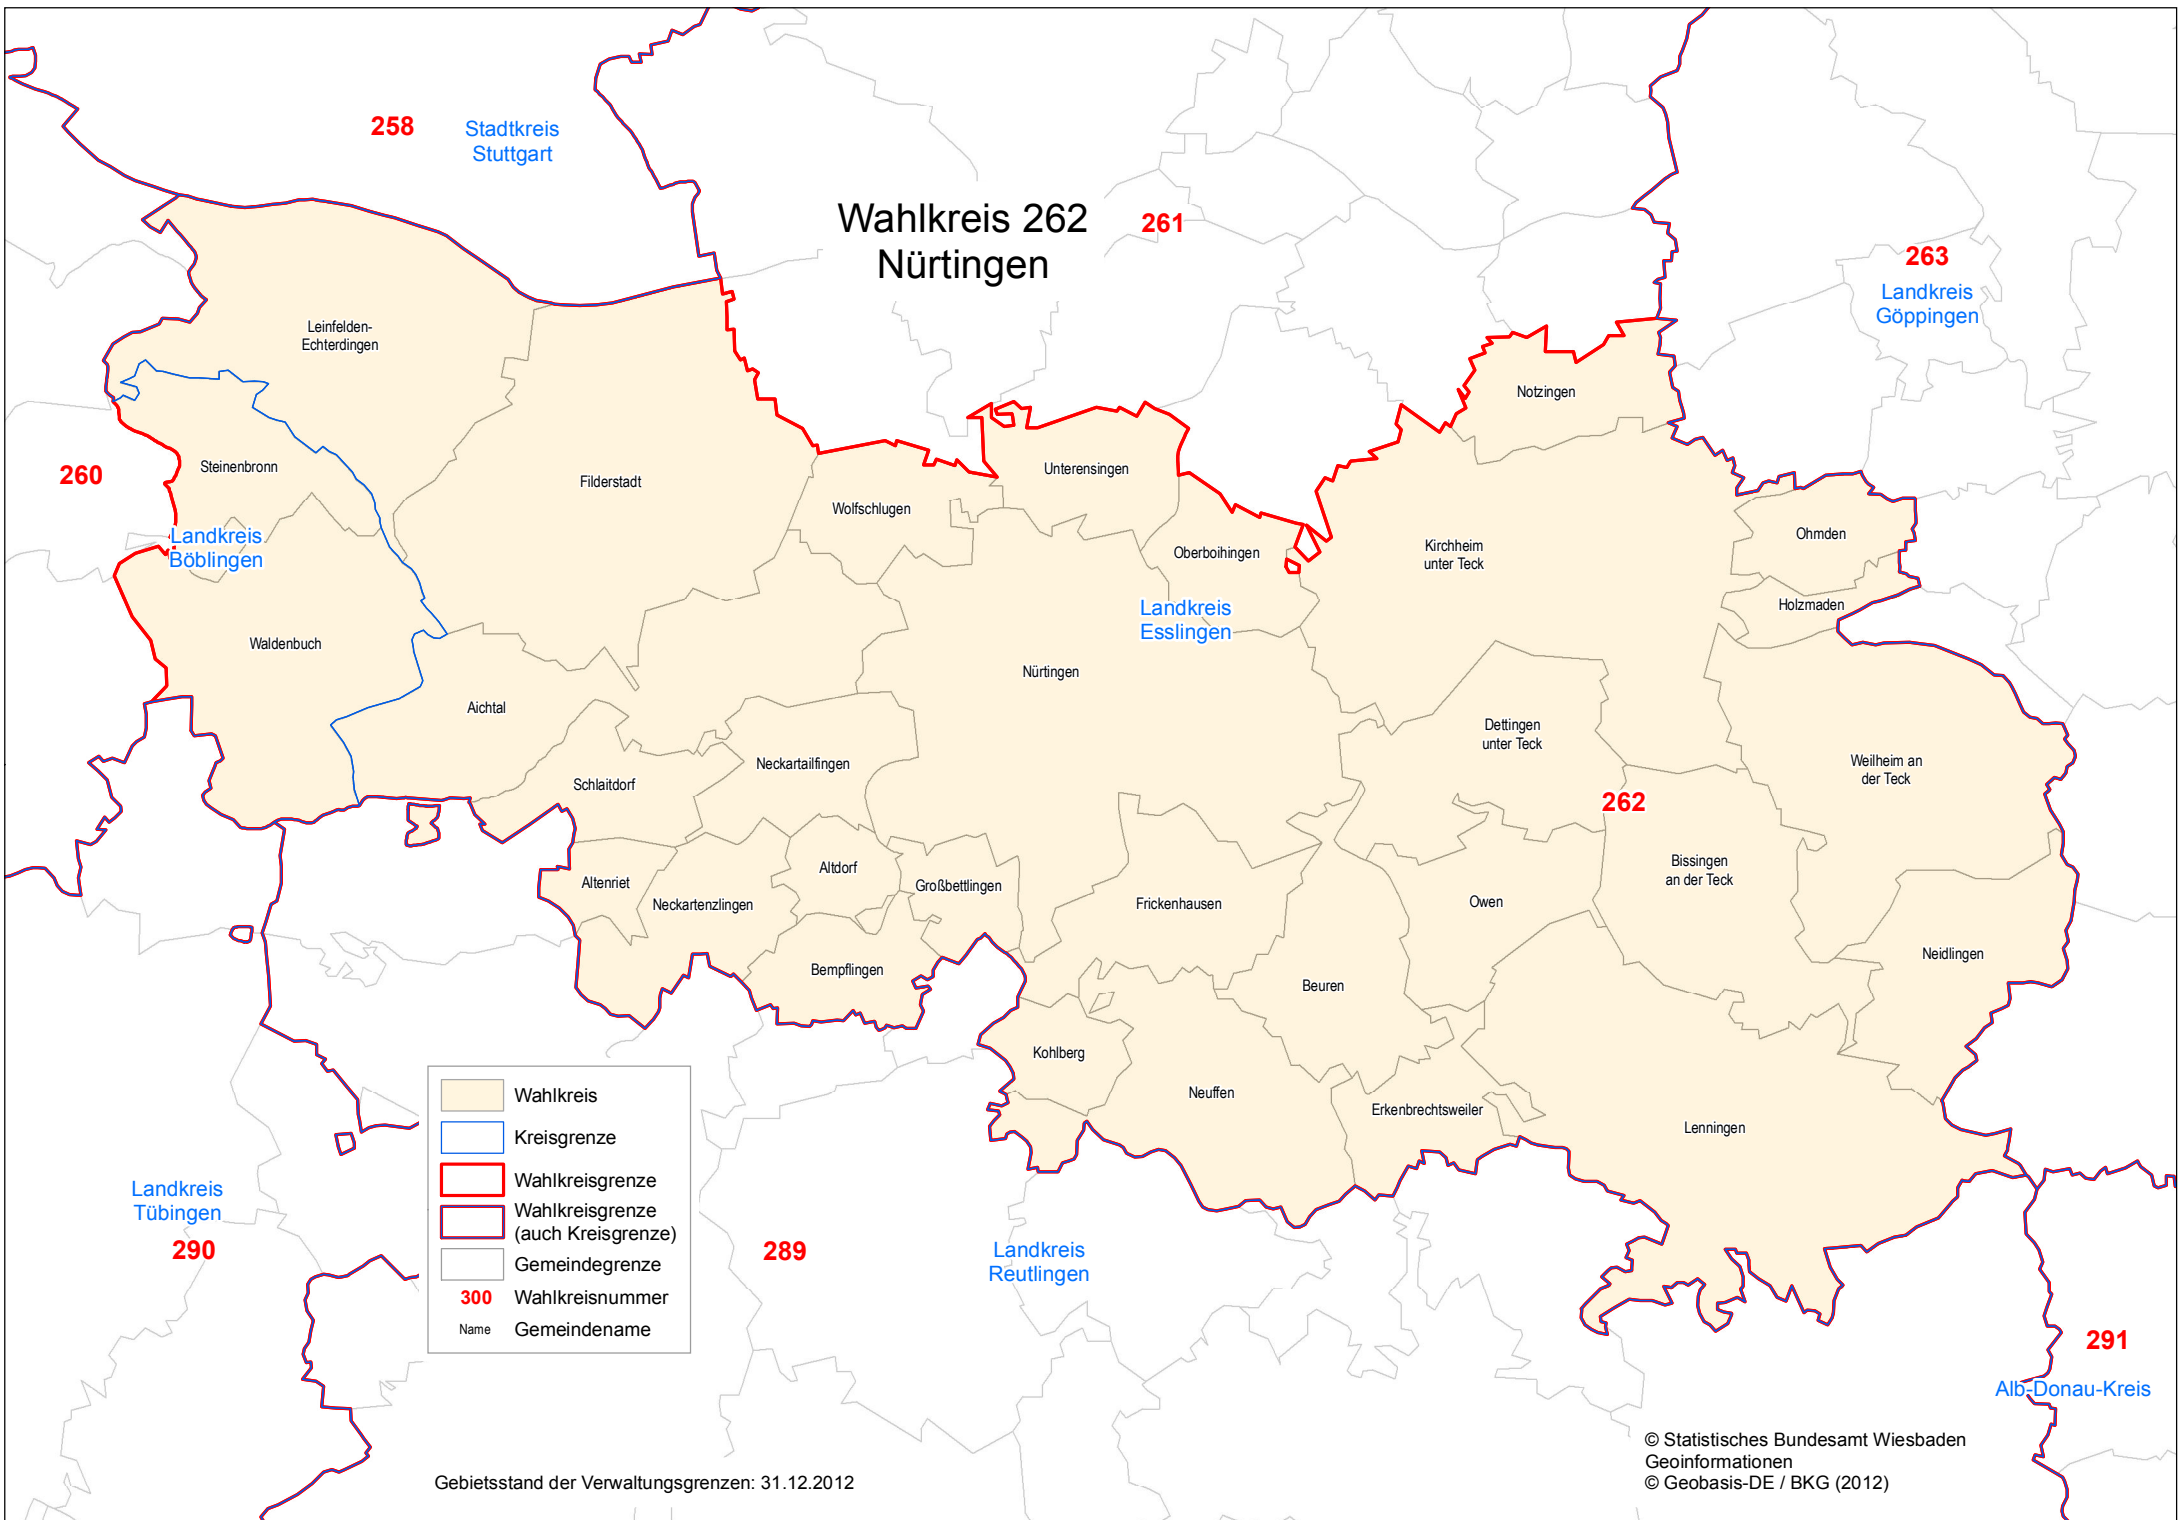 258
Stadtkreis
Stuttgart
Wahlkreis 262
Nürtingen
261
263
Landkreis
Göppingen
Leinfelden-
Echterdingen
Notzingen
260
Steinenbronn
Filderstadt
Unterensingen
Wolfschlugen
Landkreis
Böblingen
Oberboihingen
Kirchheim
unter Teck
Ohmden
Holzmaden
Landkreis
Esslingen
Waldenbuch
Nürtingen
Aichtal
Dettingen
unter Teck
Neckartailfingen
Schlaitdorf
Weilheim an
der Teck
262
Altdorf
Altenriet
Großbettlingen
Neckartenzlingen
Frickenhausen
Owen
Bissingen
an der Teck
Bempflingen
Beuren
Neidlingen
Kohlberg
Neuffen
Erkenbrechtsweiler
Lenningen
Wahlkreis
Kreisgrenze
Wahlkreisgrenze
Wahlkreisgrenze
(auch Kreisgrenze)
Gemeindegrenze
300 Wahlkreisnummer
Name Gemeindename
Landkreis
Tübingen
290
289
Landkreis
Reutlingen
291
Alb-Donau-Kreis
Gebietsstand der Verwaltungsgrenzen: 31.12.2012
© Statistisches Bundesamt Wiesbaden
Geoinformationen
© Geobasis-DE / BKG (2012)